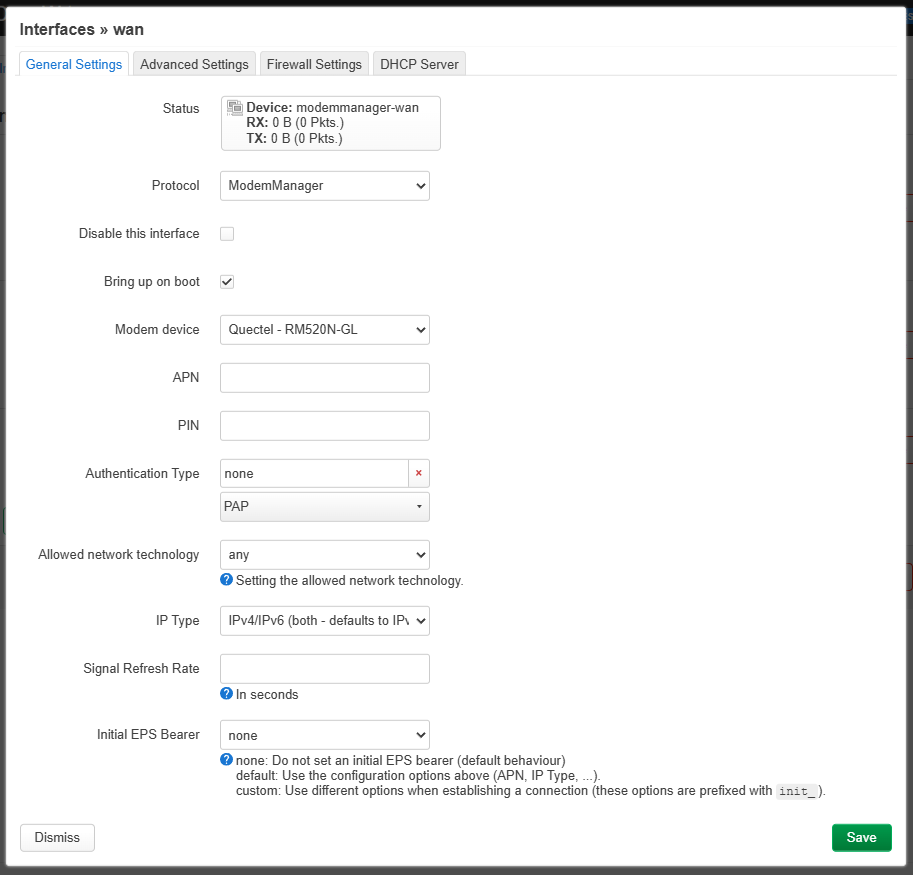 Interfaces » wan
General Settings
Advanced Settings
Firewall Settings
DHCP Server
Status
Device: modemmanager-wan
RX: 0 B (0 Pkts.)
TX: 0 B (0 Pkts.)
Protocol
ModemManager
Disable this interface
Bring up on boot
Modem device
Quectel - RM520N-GL
APN
PIN
Authentication Type
none
×
PAP
Allowed network technology
any
Setting the allowed network technology.
IP Type
IPv4/IPv6 (both - defaults to IPv
Signal Refresh Rate
In seconds
Initial EPS Bearer
none
none: Do not set an initial EPS bearer (default behaviour)
default: Use the configuration options above (APN, IP Type, ...).
custom: Use different options when establishing a connection (these options are prefixed with init_ ).
Dismiss
Save